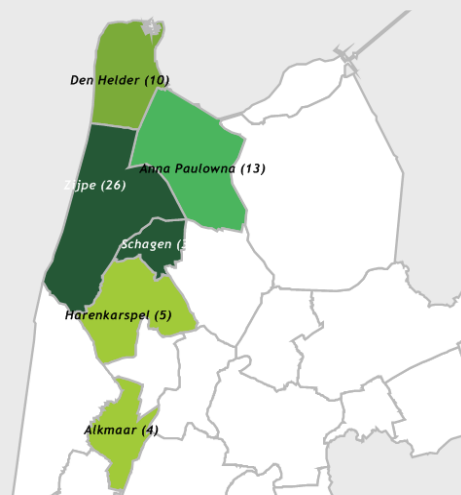 Den Helder (10)
Anna Paulowna (13)
Zijpe (26)
Schagen
Harenkarspel (5)
Alkmaar (4)